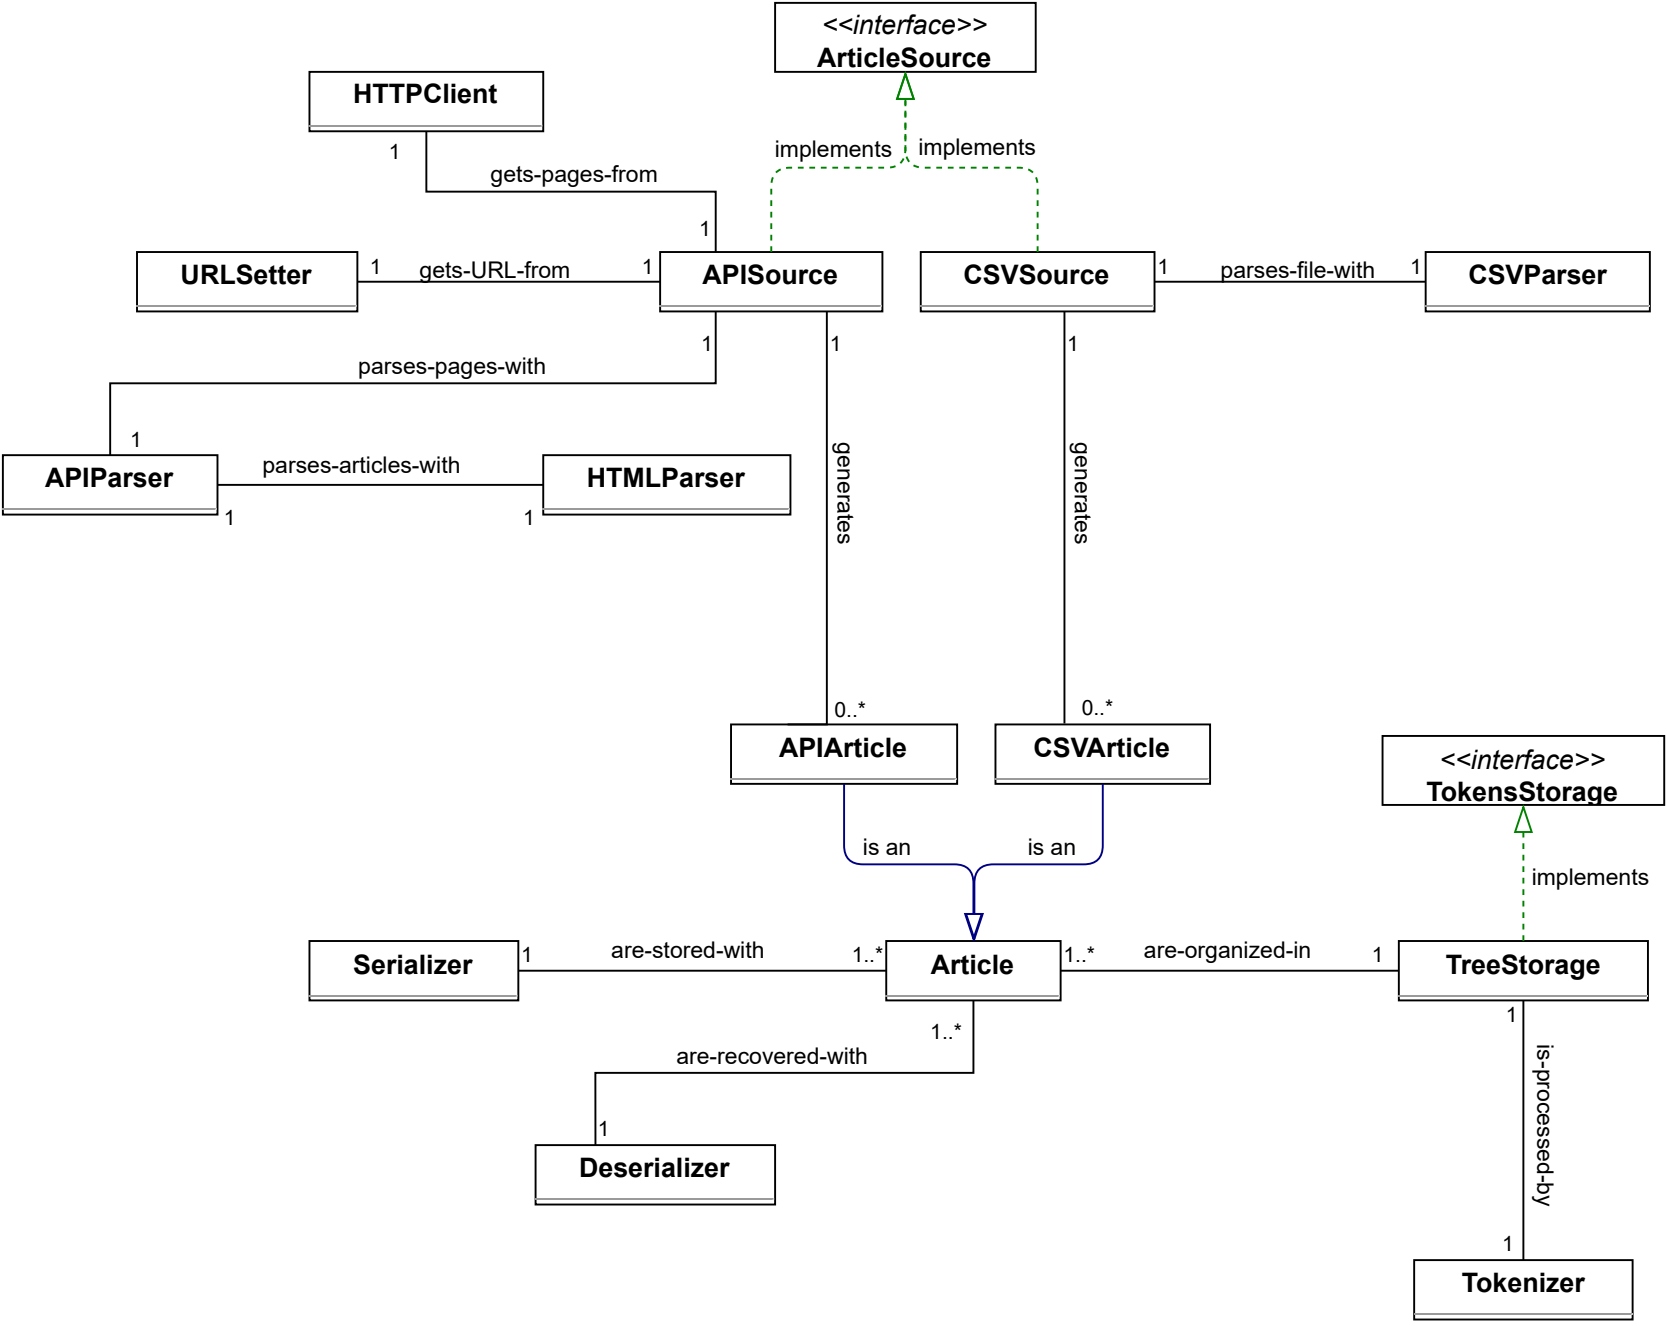 <<interface>>
ArticleSource
HTTPClient
1
gets-pages-from
1
implements
implements
URLSetter
1
gets-URL-from
1
APISource
CSVSource
1
parses-file-with
1
CSVParser
1
parses-pages-with
1
1
1
APIParser
parses-articles-with
HTMLParser
1
1
generates
generates
0..*
0..*
APIArticle
CSVArticle
<<interface>>
TokensStorage
is an
is an
implements
Serializer
1
are-stored-with
1..*
Article
1..*
are-organized-in
1
TreeStorage
1..*
are-recovered-with
1
Deserializer
1
is-processed-by
1
Tokenizer